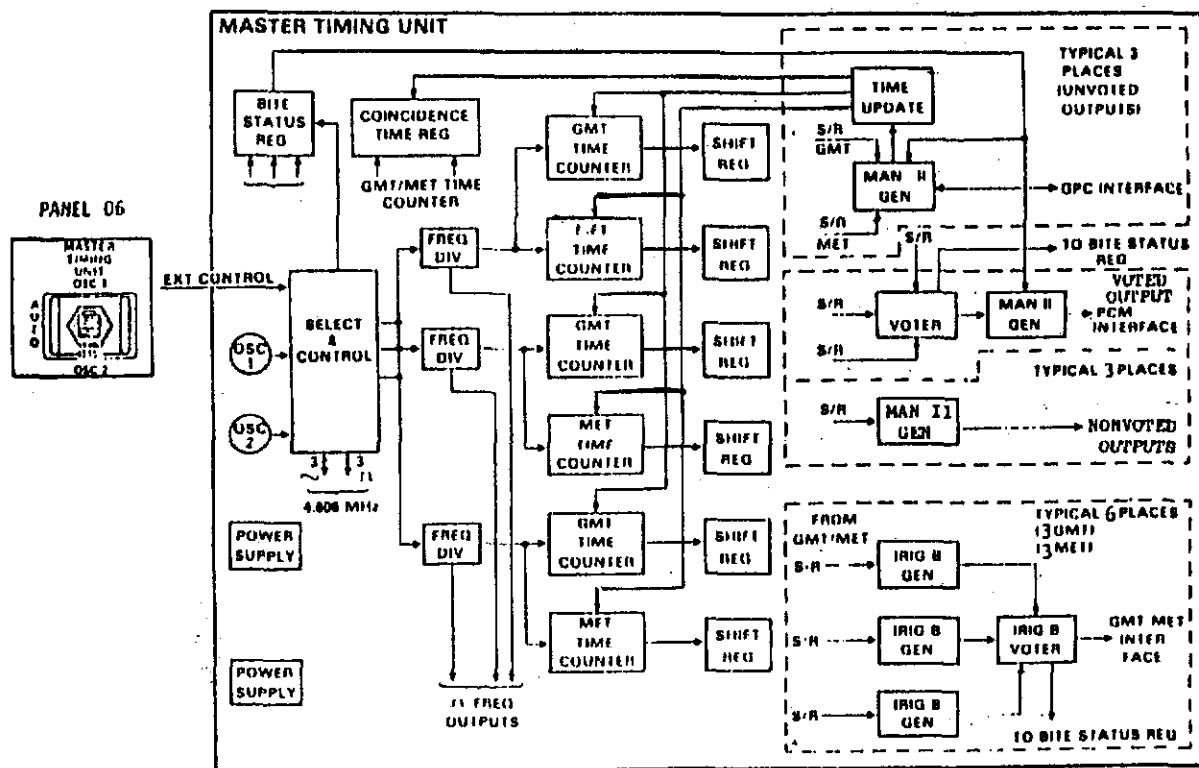 MASTER TIMING UNIT
BITE
STATUS
REG
COINCIDENCE
TIME REG
GMT/MET TIME
COUNTER
PANEL O6
MASTER
TIMING
UNIT
OSC 1
AUTO
OSC 2
EXT CONTROL
OSC
1
OSC
2
SELECT
&
CONTROL
3
3
POWER
SUPPLY
POWER
SUPPLY
FREQ
DIV
FREQ
DIV
FREQ
DIV
FREQ
OUTPUTS
GMT
TIME
COUNTER
TIME
COUNTER
GMT
TIME
COUNTER
MET
TIME
COUNTER
GMT
TIME
COUNTER
MET
TIME
COUNTER
SHIFT
REG
SHIFT
REG
SHIFT
REG
SHIFT
REG
SHIFT
REG
SHIFT
REG
TYPICAL 3
PLACES
(UNVOTED
OUTPUTS)
TIME
UPDATE
S/R
GMT
MAN II
GEN
GPC INTERFACE
S/R
MET
S/R
TO BITE STATUS
REG
S/R
VOTER
S/R
MAN II
GEN
VOTED
OUTPUT
PCM
INTERFACE
TYPICAL 3 PLACES
S/R
MAN II
GEN
NONVOTED
OUTPUTS
FROM
GMT/MET
TYPICAL 6 PLACES
(3 GMT)
(3 MET)
S/R
IRIG B
GEN
S/R
IRIG B
GEN
IRIG B
VOTER
GMT MET
INTER
FACE
S/R
IRIG B
GEN
TO BITE STATUS REG